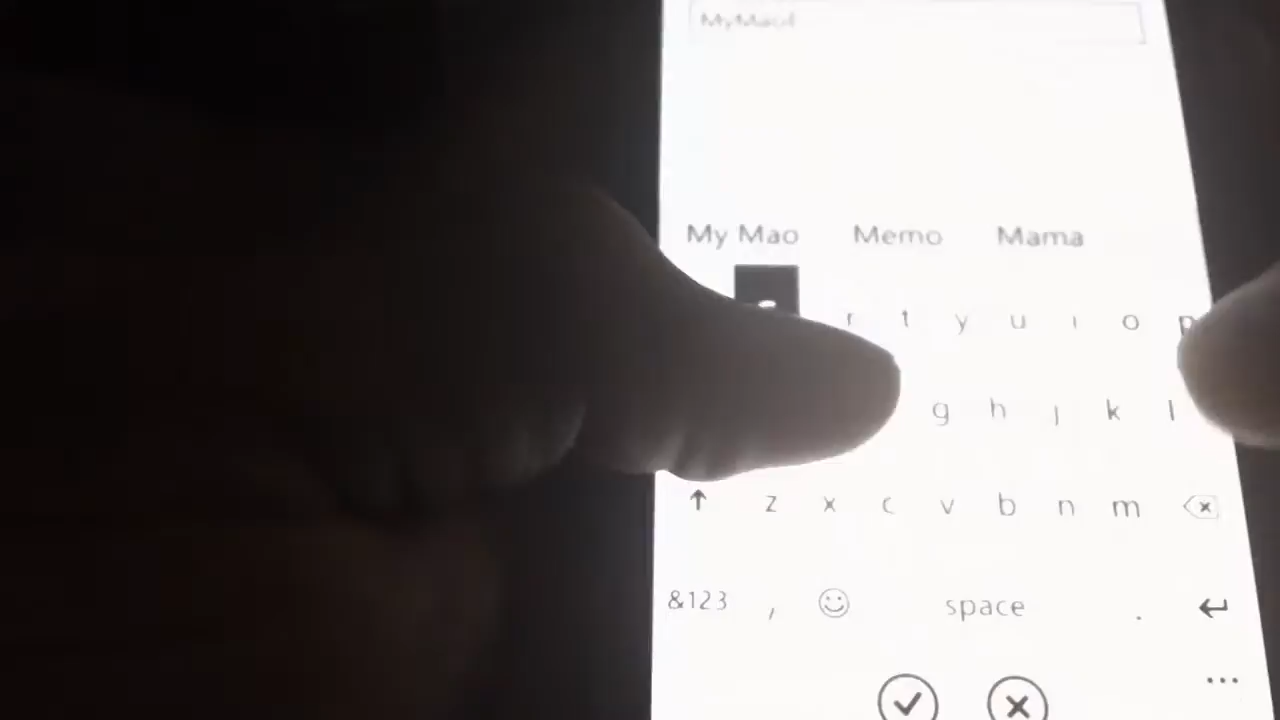 My Mao Memo Mama
r t y u i o p
g h j k l
z x c v b n m
&123 , space .